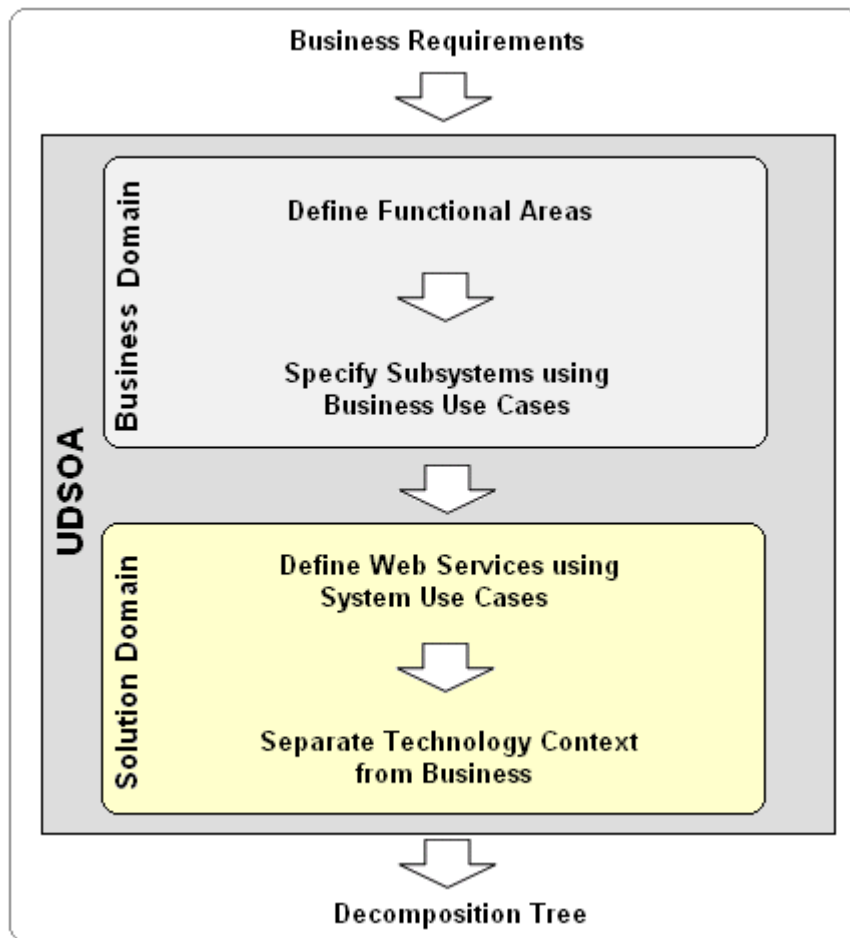 Business Requirements
UDSOA
Business Domain
Define Functional Areas
Specify Subsystems using
Business Use Cases
Solution Domain
Define Web Services using
System Use Cases
Separate Technology Context
from Business
Decomposition Tree